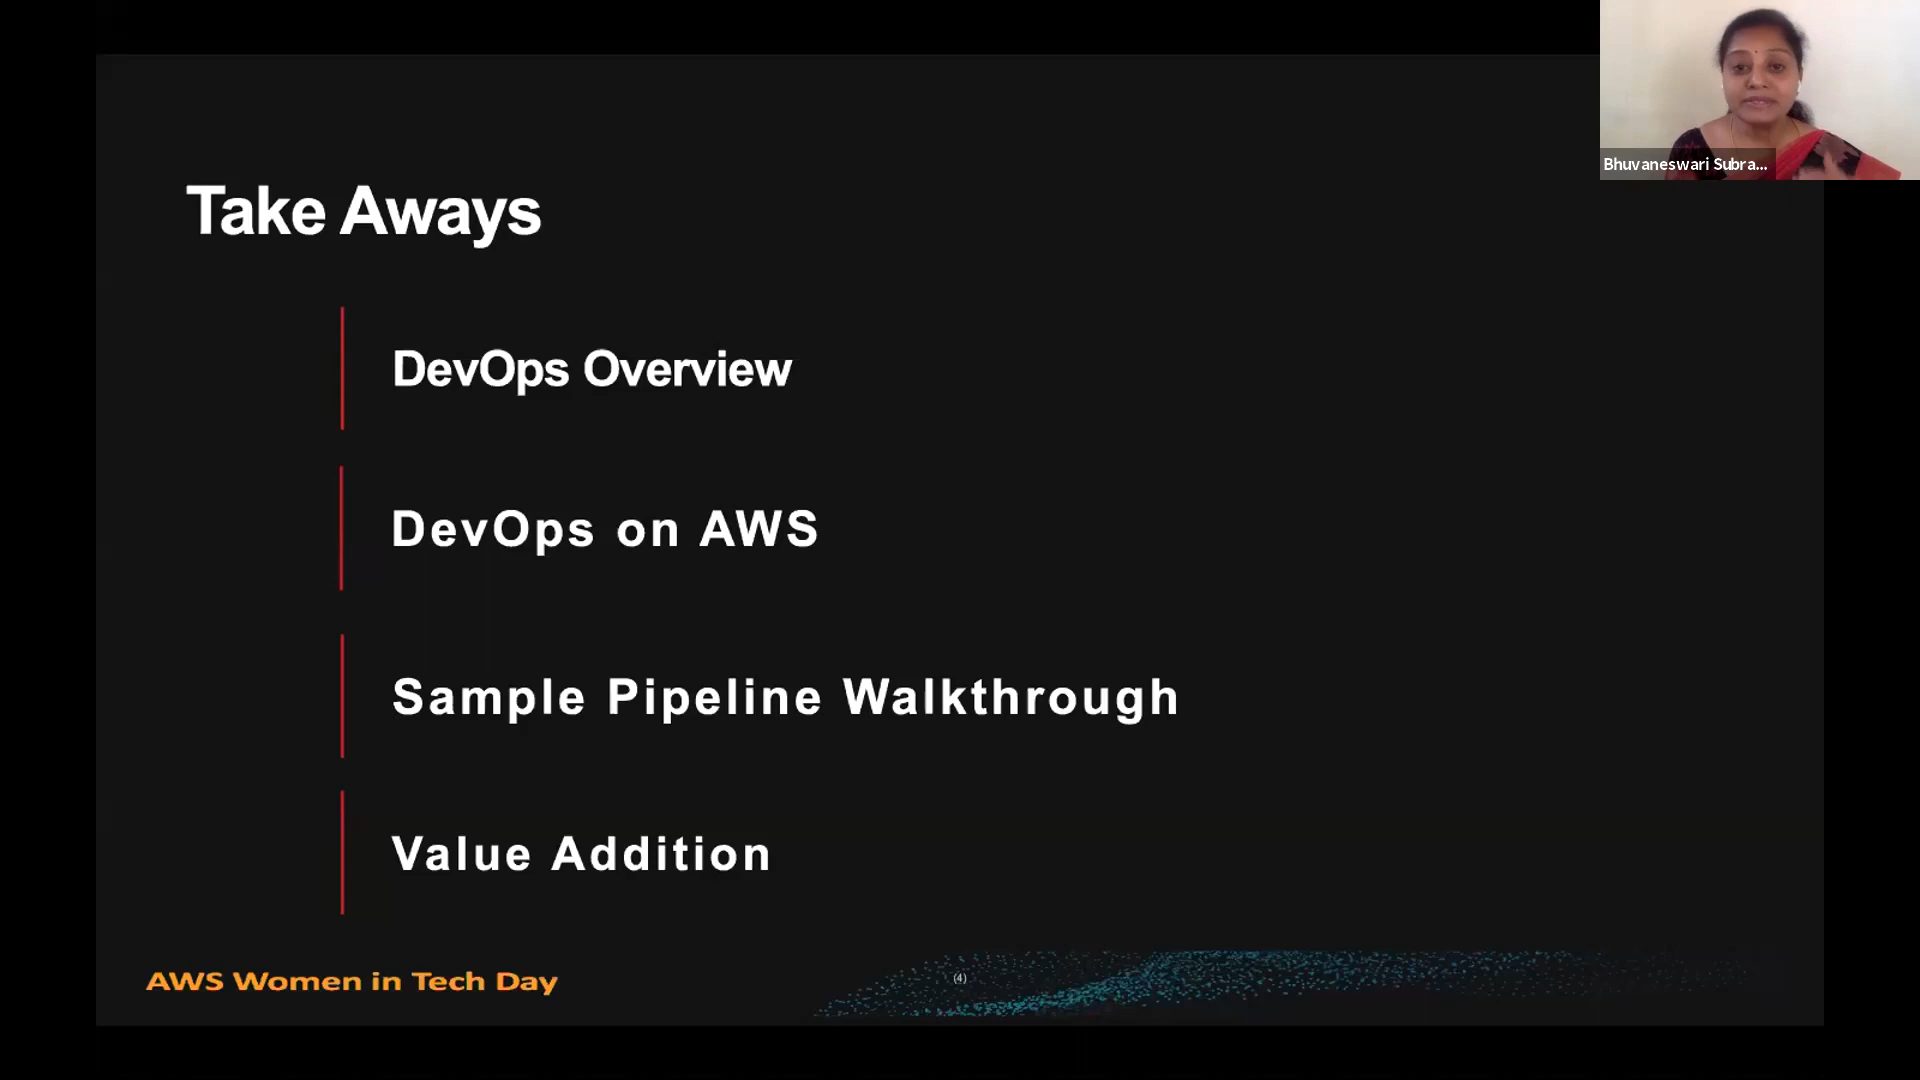 Bhuvaneswari Subra...
Take Aways
DevOps Overview
DevOps on AWS
Sample Pipeline Walkthrough
Value Addition
AWS Women in Tech Day
(4)